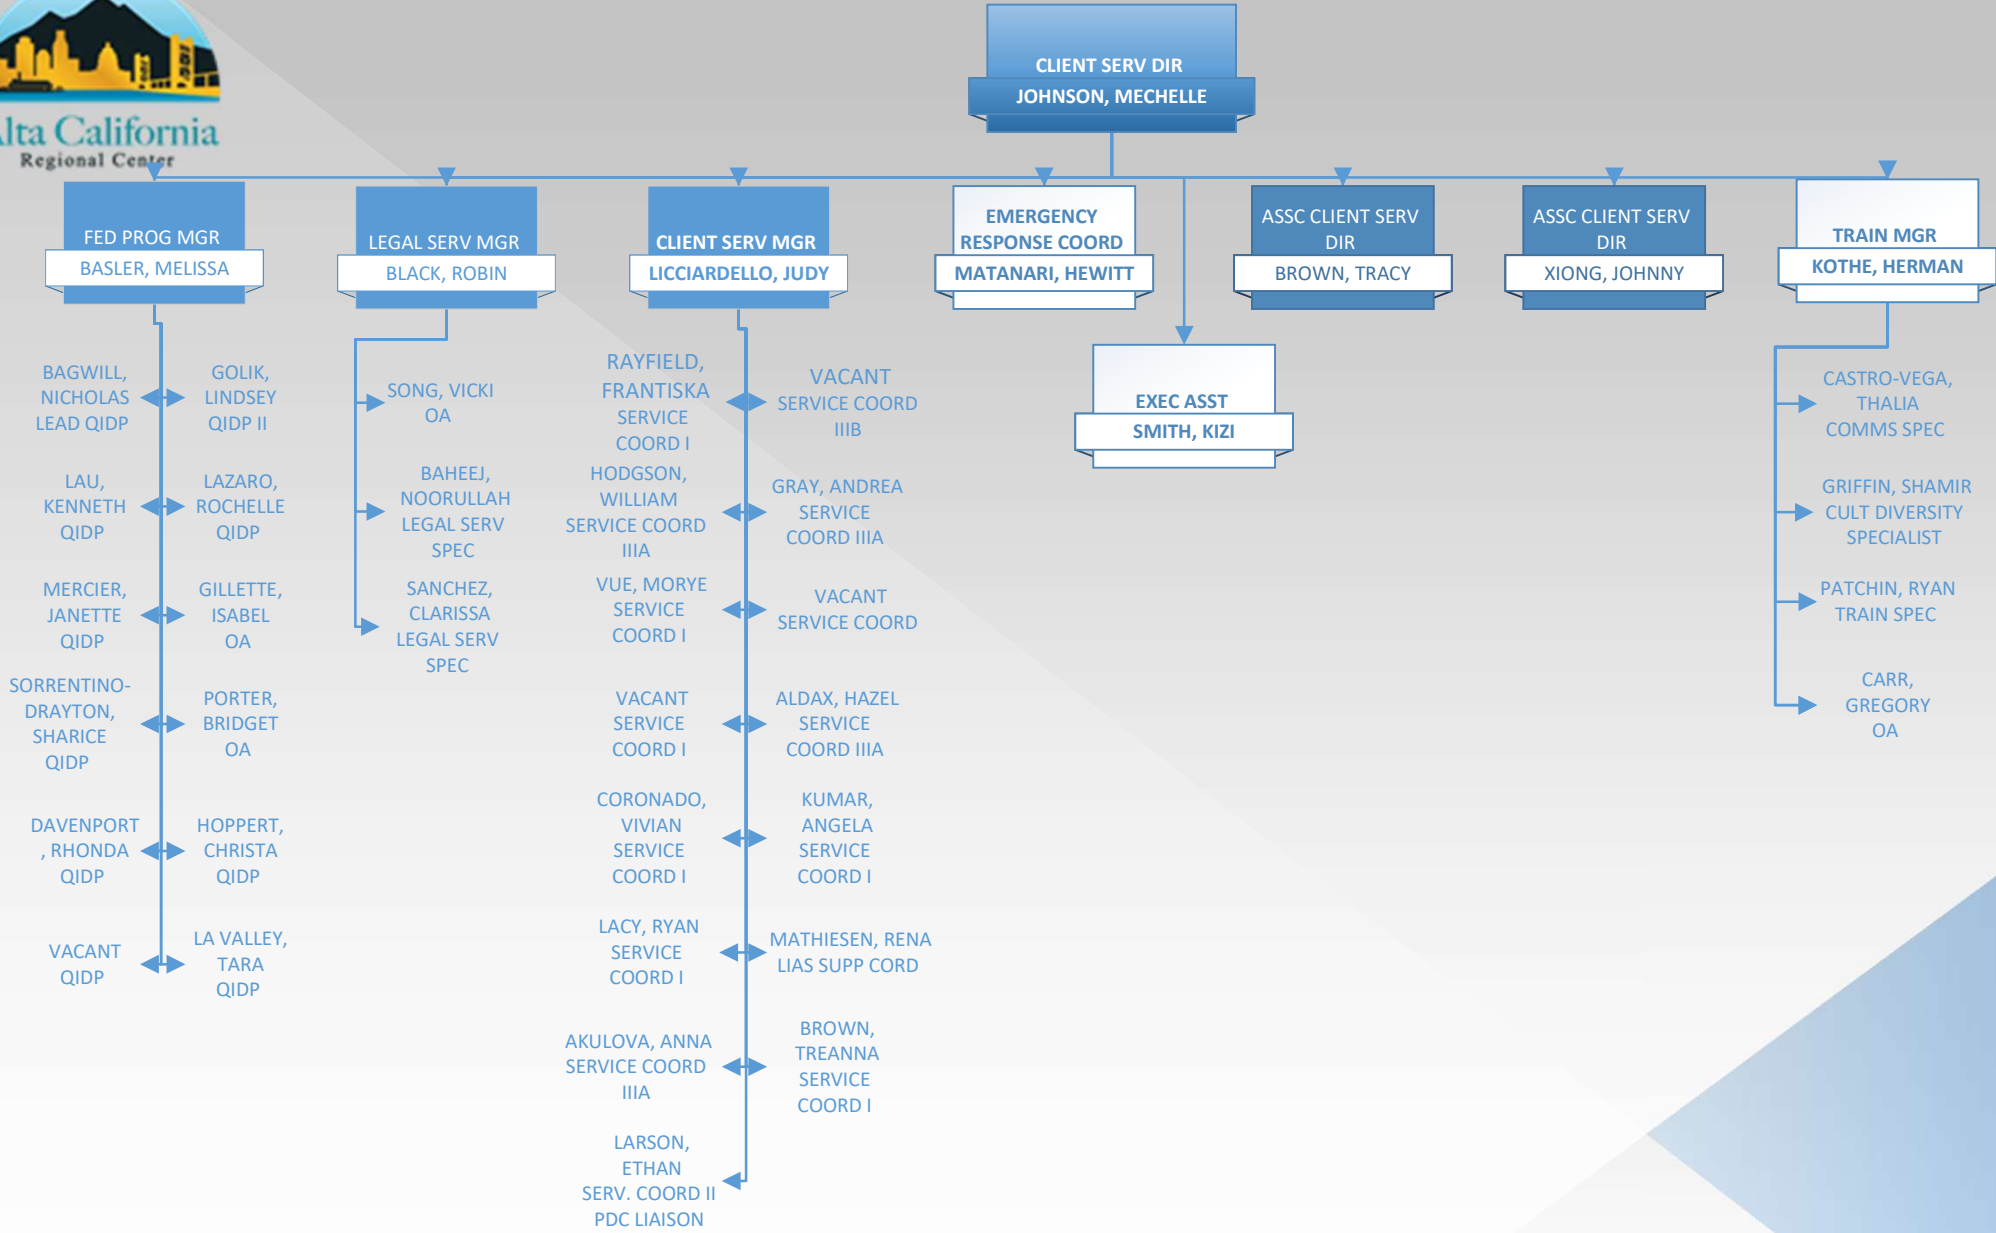 Alta California
Regional Center
CLIENT SERV DIR
JOHNSON, MECHELLE
FED PROG MGR
BASLER, MELISSA
BAGWILL,
NICHOLAS
LEAD QIDP
GOLIK,
LINDSEY
QIDP II
LAU,
KENNETH
QIDP
LAZARO,
ROCHELLE
QIDP
MERCIER,
JANETTE
QIDP
GILLETTE,
ISABEL
OA
SORRENTINO-
DRAYTON,
SHARICE
QIDP
PORTER,
BRIDGET
OA
DAVENPORT
, RHONDA
QIDP
HOPPERT,
CHRISTA
QIDP
VACANT
QIDP
LA VALLEY,
TARA
QIDP
LEGAL SERV MGR
BLACK, ROBIN
SONG, VICKI
OA
BAHEEJ,
NOORULLAH
LEGAL SERV
SPEC
SANCHEZ,
CLARISSA
LEGAL SERV
SPEC
CLIENT SERV MGR
LICCIARDELLO, JUDY
RAYFIELD,
FRANTISKA
SERVICE
COORD I
VACANT
SERVICE COORD
IIIB
HODGSON,
WILLIAM
SERVICE COORD
IIIA
GRAY, ANDREA
SERVICE
COORD IIIA
VUE, MORYE
SERVICE
COORD I
VACANT
SERVICE COORD
VACANT
SERVICE
COORD I
ALDAX, HAZEL
SERVICE
COORD IIIA
CORONADO,
VIVIAN
SERVICE
COORD I
KUMAR,
ANGELA
SERVICE
COORD I
LACY, RYAN
SERVICE
COORD I
MATHIESEN, RENA
LIAS SUPP CORD
AKULOVA, ANNA
SERVICE COORD
IIIA
BROWN,
TREANNA
SERVICE
COORD I
LARSON,
ETHAN
SERV. COORD II
PDC LIAISON
EMERGENCY
RESPONSE COORD
MATANARI, HEWITT
EXEC ASST
SMITH, KIZI
ASSC CLIENT SERV
DIR
BROWN, TRACY
ASSC CLIENT SERV
DIR
XIONG, JOHNNY
TRAIN MGR
KOTHE, HERMAN
CASTRO-VEGA,
THALIA
COMMS SPEC
GRIFFIN, SHAMIR
CULT DIVERSITY
SPECIALIST
PATCHIN, RYAN
TRAIN SPEC
CARR,
GREGORY
OA